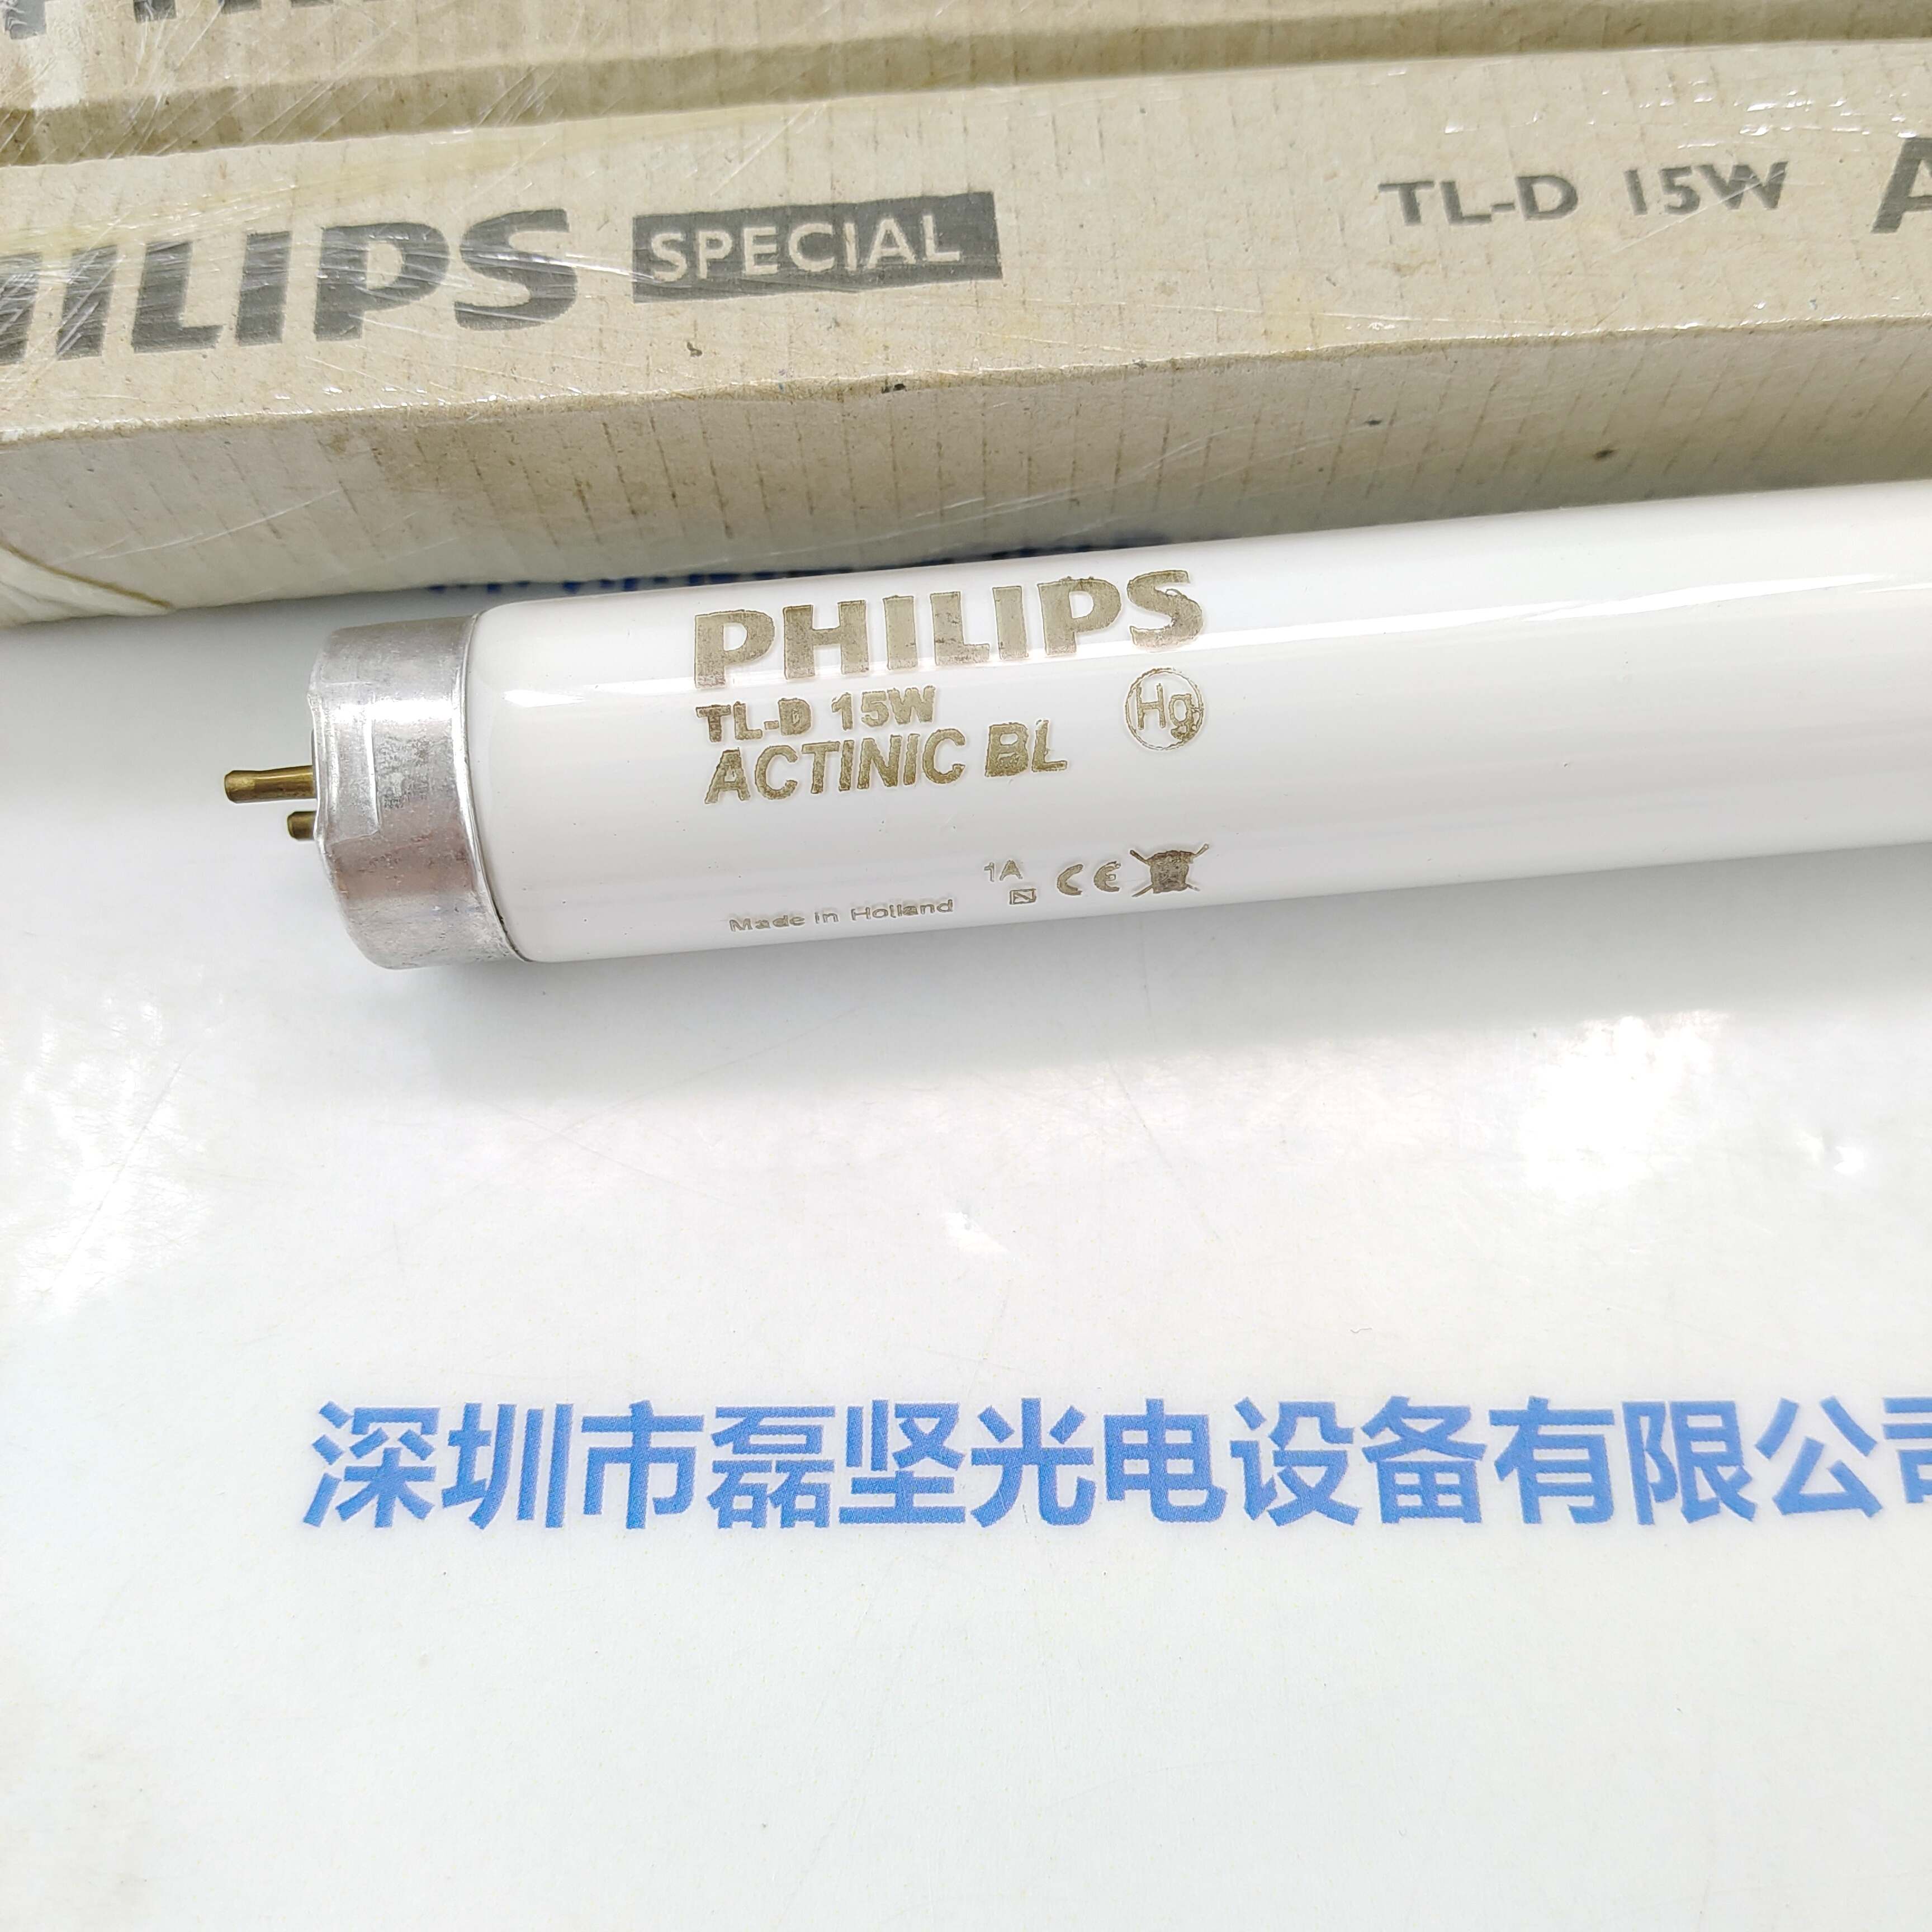 PHILIPS SPECIAL TL-D 15W
PHILIPS
TL-D 15W
ACTINIC BL
Hg
1A
CE
Made in Holland
深圳市磊坚光电设备有限公司